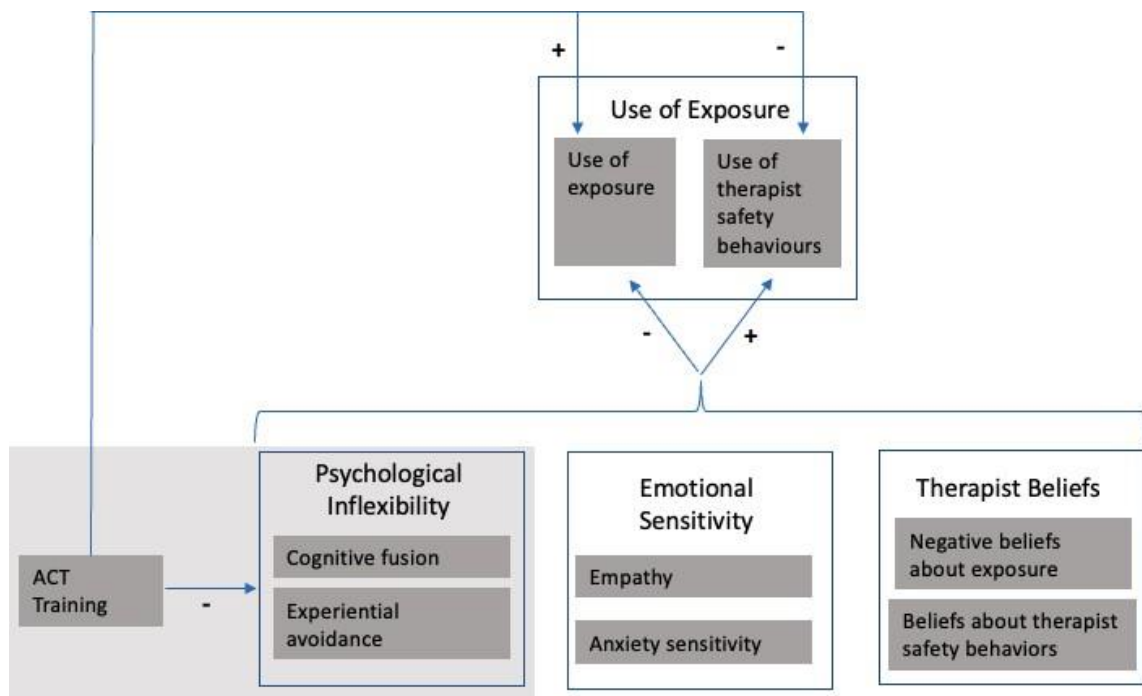 +
-
Use of Exposure
Use of
exposure
Use of
therapist
safety
behaviours
-
+
Psychological
Inflexibility
Cognitive fusion
Experiential
avoidance
ACT
Training
-
Emotional
Sensitivity
Empathy
Anxiety sensitivity
Therapist Beliefs
Negative beliefs
about exposure
Beliefs about therapist
safety behaviors